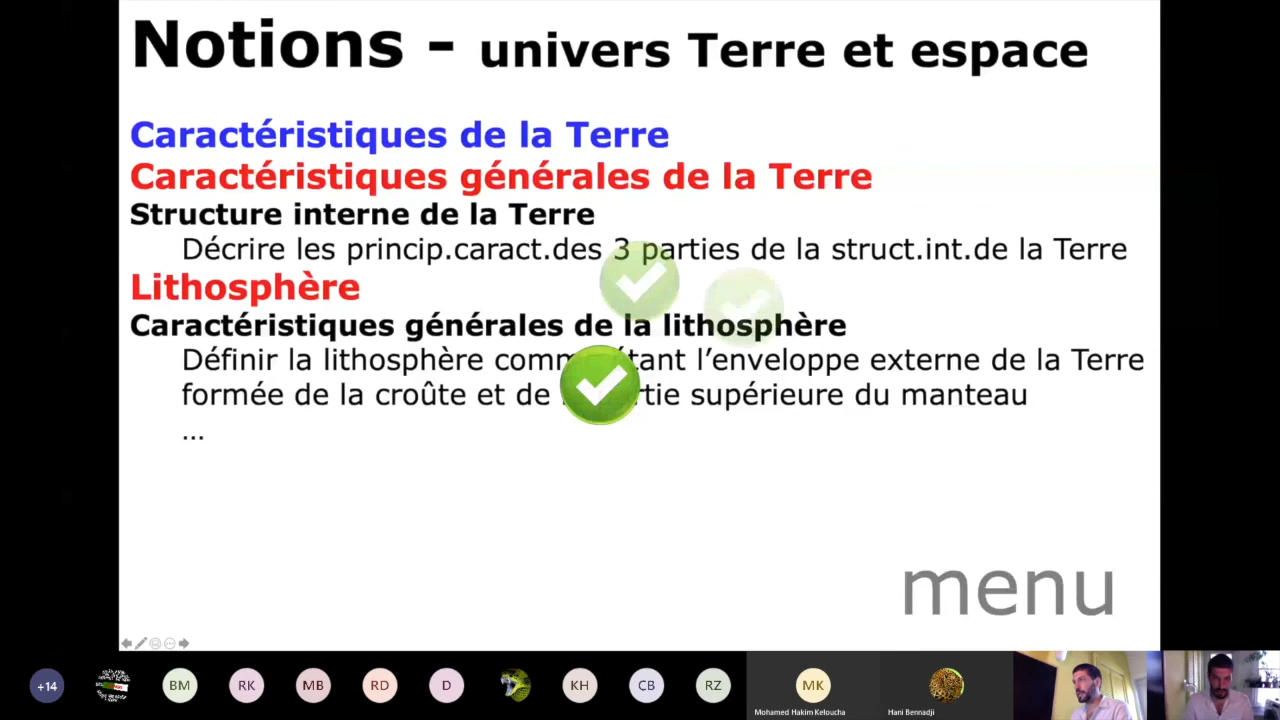 Notions - univers Terre et espace
Caractéristiques de la Terre
Caractéristiques générales de la Terre
Structure interne de la Terre
Décrire les princip.caract.des 3 parties de la struct.int.de la Terre
Lithosphère
Caractéristiques générales de la lithosphère
Définir la lithosphère comme étant l'enveloppe externe de la Terre
formée de la croûte et de la partie supérieure du manteau
...
menu
+14
BM
RK
MB
RD
D
KH
CB
RZ
MK
Mohamed Hakim Keloucha
Hani Bennadji